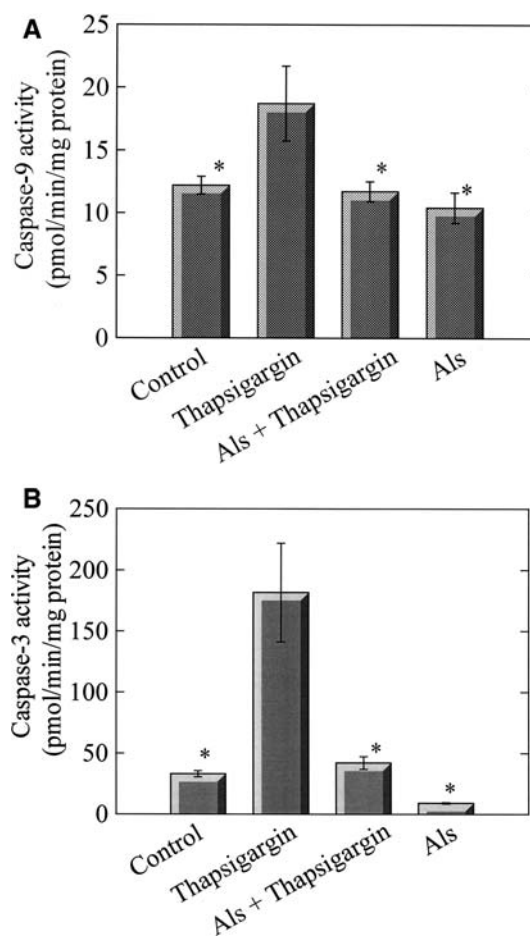 A
Caspase-9 activity
(pmol/min/mg protein)
25
20
15
10
5
0
*
*
*
Control
Thapsigargin
Als + Thapsigargin
Als
B
Caspase-3 activity
(pmol/min/mg protein)
250
200
150
100
50
0
*
*
*
Control
Thapsigargin
Als + Thapsigargin
Als